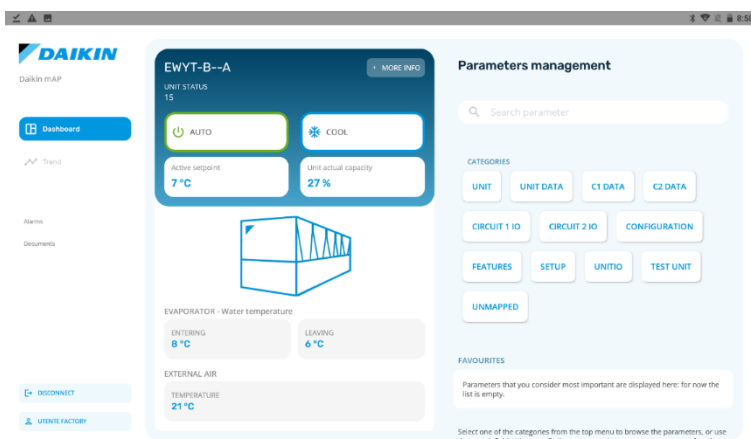 8:50
DAIKIN
Daikin mAP
Dashboard
Trend
Alarms
Documents
DISCONNECT
UTENTE FACTORY
EWYT-B--A
+ MORE INFO
UNIT STATUS
15
AUTO
COOL
Active setpoint
7 °C
Unit actual capacity
27 %
EVAPORATOR - Water temperature
ENTERING
8 °C
LEAVING
6 °C
EXTERNAL AIR
TEMPERATURE
21 °C
Parameters management
Search parameter
CATEGORIES
UNIT
UNIT DATA
C1 DATA
C2 DATA
CIRCUIT 1 IO
CIRCUIT 2 IO
CONFIGURATION
FEATURES
SETUP
UNITIO
TEST UNIT
UNMAPPED
FAVOURITES
Parameters that you consider most important are displayed here: for now the
list is empty.
Select one of the categories from the top menu to browse the parameters, or use